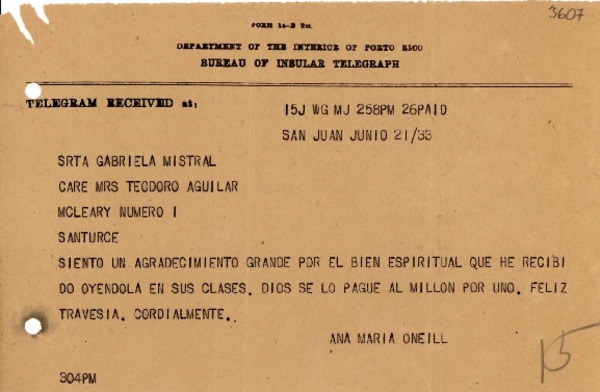 3607
FORM 14-B Tel
DEPARTMENT OF THE INTERIOR OF PORTO RICO
BUREAU OF INSULAR TELEGRAPH
TELEGRAM RECEIVED at;
15J WG MJ 258PM 26PAID
SAN JUAN JUNIO 21/33
SRTA GABRIELA MISTRAL
CARE MRS TEODORO AGUILAR
MCLEARY NUMERO I
SANTURCE
SIENTO UN AGRADECIMIENTO GRANDE POR EL BIEN ESPIRITUAL QUE HE RECIBI
DO OYENDOLA EN SUS CLASES. DIOS SE LO PAGUE AL MILLON POR UNO. FELIZ
TRAVESIA. CORDIALMENTE..
ANA MARIA ONEILL
304PM